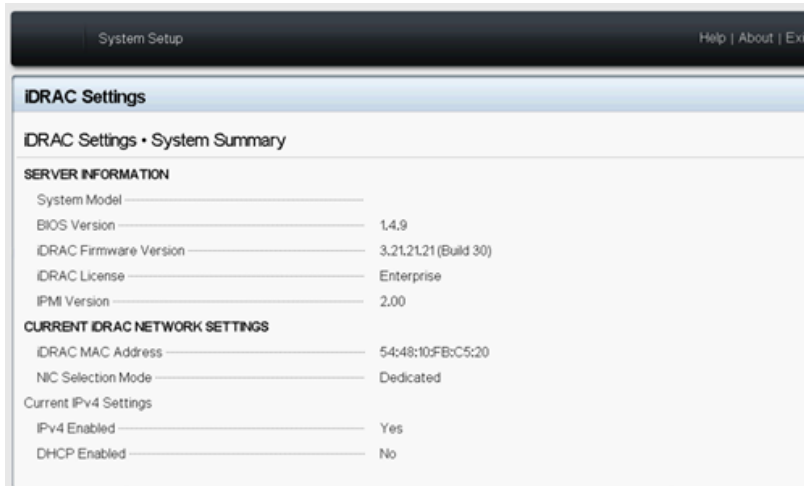 System Setup
Help | About | Exi
iDRAC Settings
iDRAC Settings • System Summary
SERVER INFORMATION
System Model
BIOS Version 1.4.9
iDRAC Firmware Version 3.21.21.21 (Build 30)
iDRAC License Enterprise
IPMI Version 2.00
CURRENT iDRAC NETWORK SETTINGS
iDRAC MAC Address 54:48:10:FB:C5:20
NIC Selection Mode Dedicated
Current IPv4 Settings
IPv4 Enabled Yes
DHCP Enabled No